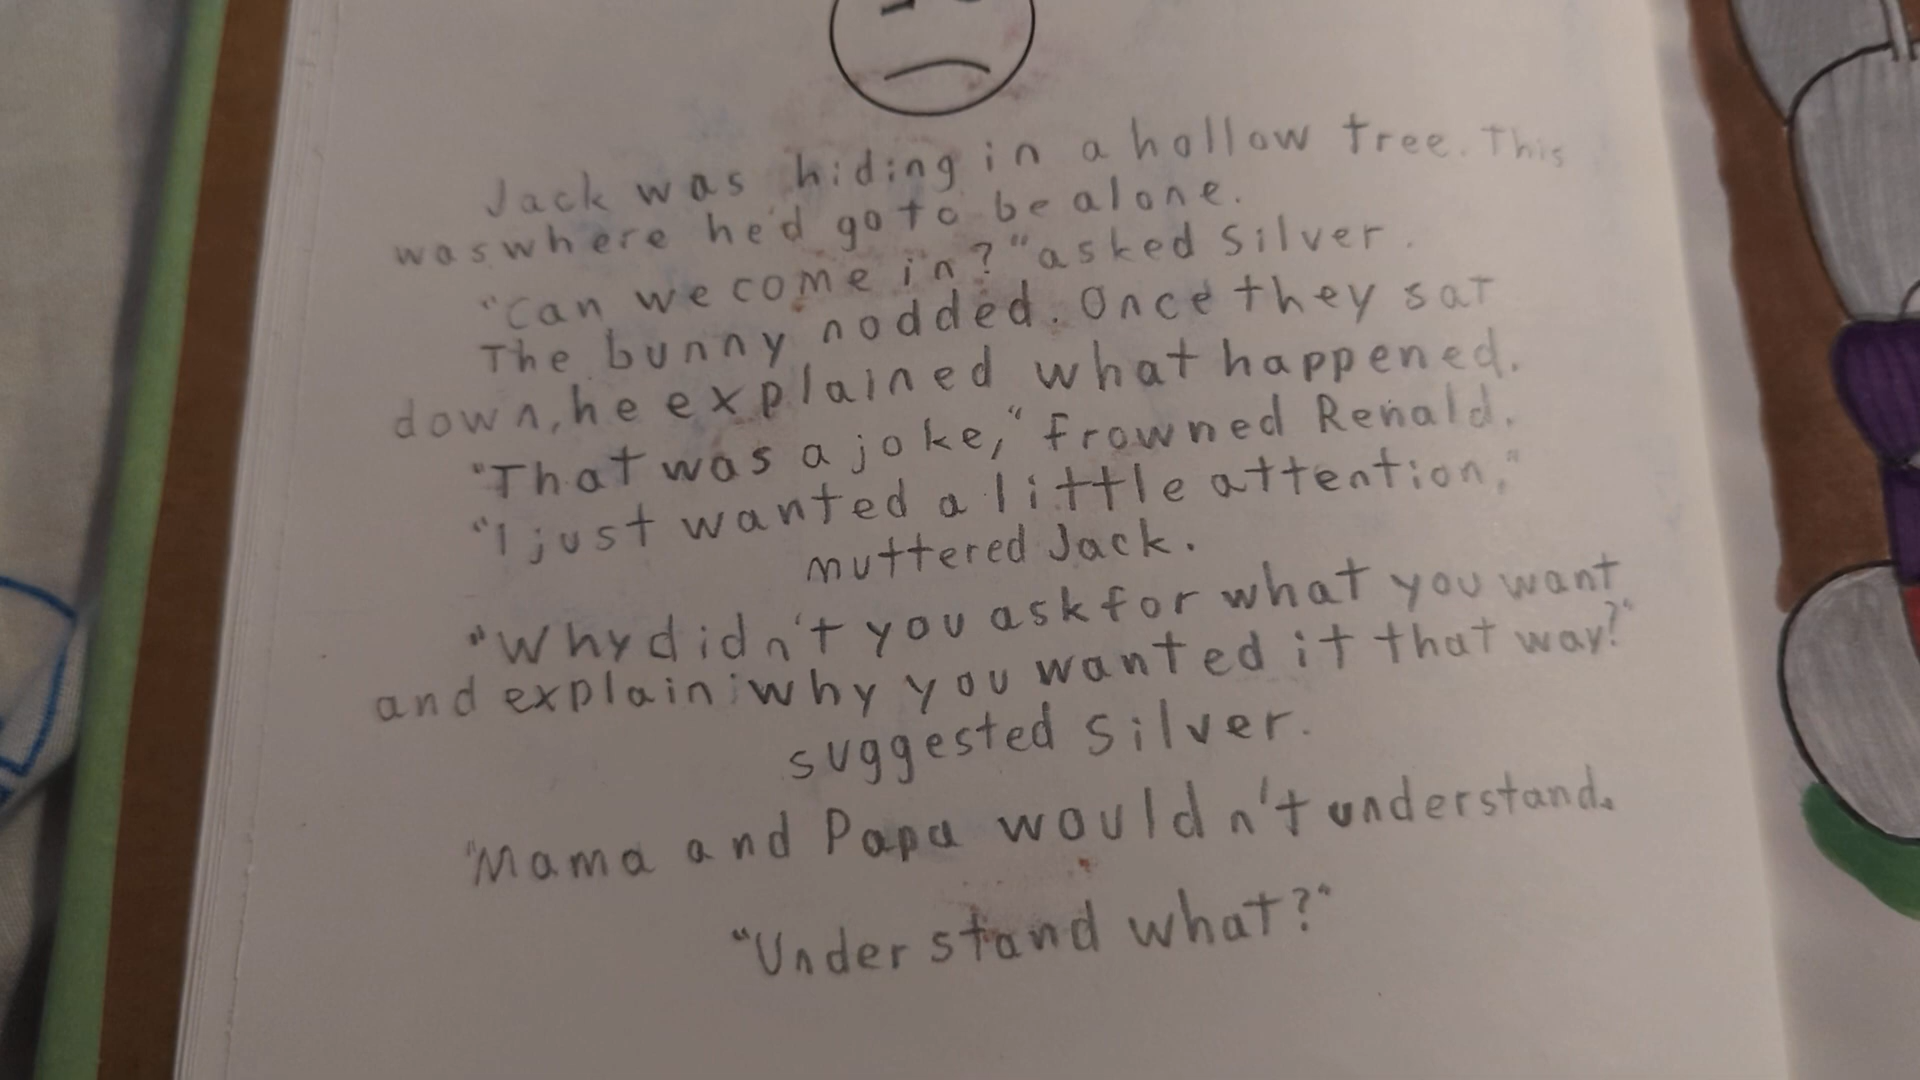 Jack was hiding in a hollow tree. This
was where he'd go to be alone.
"Can we come in?" asked Silver.
The bunny nodded. Once they sat
down, he explained what happened.
"That was a joke," frowned Renald.
"I just wanted a little attention,"
muttered Jack.
"Why didn't you ask for what you want
and explain why you wanted it that way?"
suggested Silver.
"Mama and Papa wouldn't understand.
"Understand what?"